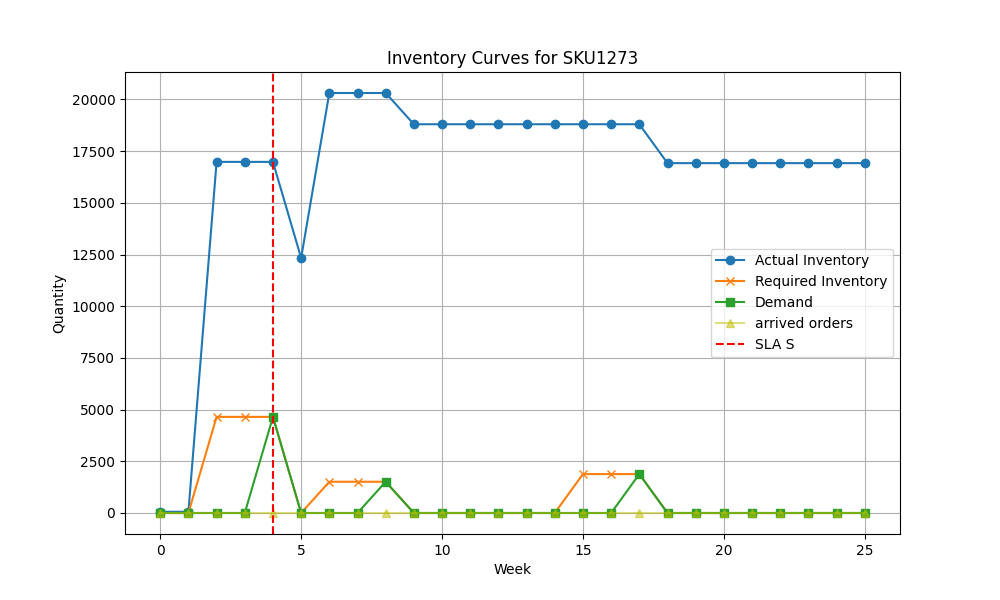 Inventory Curves for SKU1273
Quantity
20000
17500
15000
12500
10000
7500
5000
2500
0
Actual Inventory
Required Inventory
Demand
arrived orders
SLA S
0 5 10 15 20 25
Week